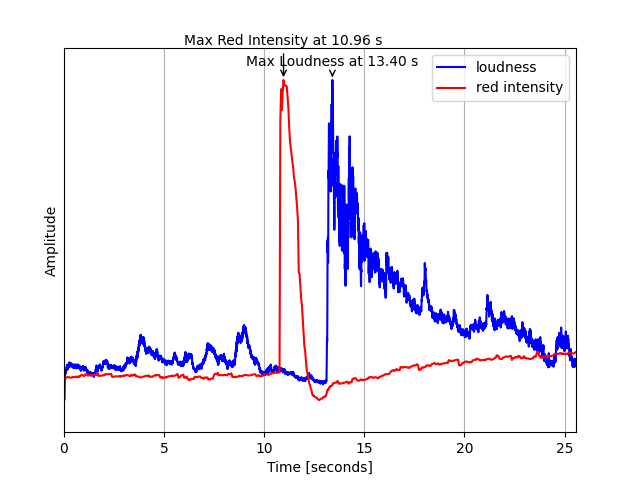 Max Red Intensity at 10.96 s
Max Loudness at 13.40 s
loudness
red intensity
Amplitude
0 5 10 15 20 25
Time [seconds]